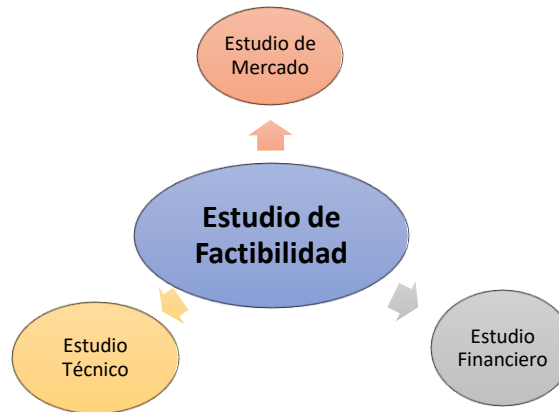 Estudio de
Mercado
Estudio de
Factibilidad
Estudio
Técnico
Estudio
Financiero